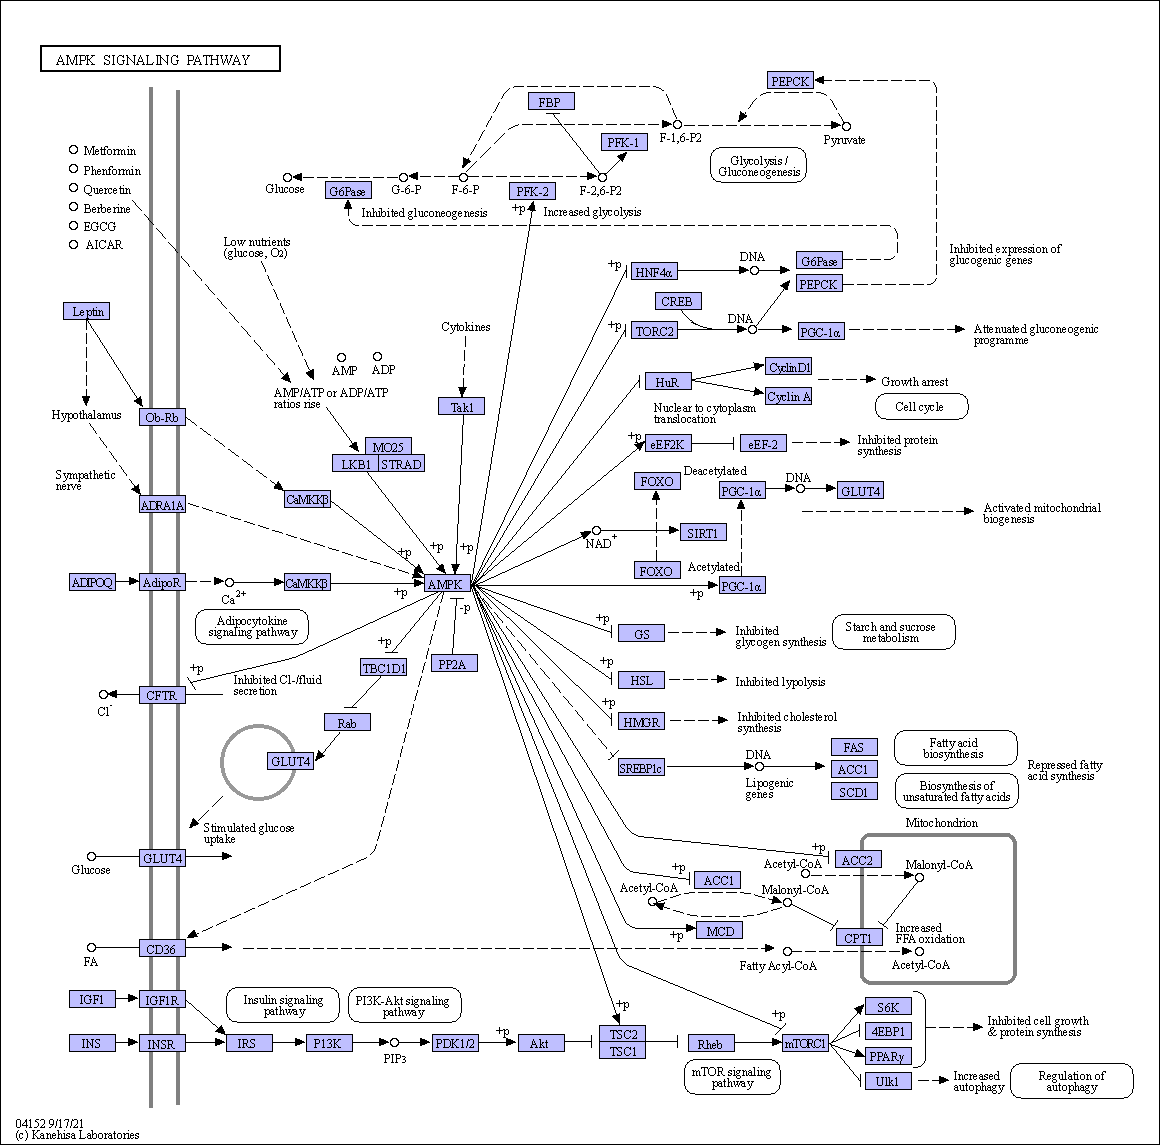 AMPK SIGNALING PATHWAY
Metformin
Phenformin
Quercetin
Berberine
EGCG
AICAR
FBP
PEPCK
PFK-1
F-1,6-P2
Pyruvate
Glycolysis /
Gluconeogenesis
Glucose
G6Pase
G-6-P
F-6-P
PFK-2
F-2,6-P2
+p
Inhibited gluconeogenesis
Increased glycolysis
Low nutrients
(glucose, O2)
+p
HNF4α
DNA
G6Pase
PEPCK
Inhibited expression of
glucogenic genes
CREB
+p
TORC2
DNA
PGC-1α
Attenuated gluconeogenic
programme
Leptin
Cytokines
AMP
ADP
AMP/ATP or ADP/ATP
ratios rise
Tak1
HuR
CyclinD1
Cyclin A
Growth arrest
Cell cycle
Nuclear to cytoplasm
translocation
Hypothalamus
Ob-Rb
MO25
LKB1
STRAD
+p
eEF2K
eEF-2
Inhibited protein
synthesis
Sympathetic
nerve
ADRA1A
CaMKKβ
FOXO
Deacetylated
PGC-1α
DNA
GLUT4
Activated mitochondrial
biogenesis
NAD+
SIRT1
FOXO
Acetylated
+p
PGC-1α
+p
+p
+p
ADIPOQ
AdipoR
Ca2+
CaMKKβ
+p
AMPK
-p
Adipocytokine
signaling pathway
+p
TBC1D1
PP2A
+p
GS
Inhibited
glycogen synthesis
Starch and sucrose
metabolism
+p
CFTR
Cl-
Inhibited Cl-/fluid
secretion
+p
HSL
Inhibited lypolysis
Rab
+p
HMGR
Inhibited cholesterol
synthesis
GLUT4
SREBP1c
DNA
Lipogenic
genes
FAS
ACC1
SCD1
Fatty acid
biosynthesis
Biosynthesis of
unsaturated fatty acids
Repressed fatty
acid synthesis
Stimulated glucose
uptake
Glucose
GLUT4
Mitochondrion
+p
ACC2
Acetyl-CoA
Malonyl-CoA
+p
ACC1
Acetyl-CoA
Malonyl-CoA
+p
MCD
CPT1
Increased
FFA oxidation
FA
CD36
Fatty Acyl-CoA
Acetyl-CoA
IGF1
IGF1R
Insulin signaling
pathway
PI3K-Akt signaling
pathway
INS
INSR
IRS
P13K
PIP3
PDK1/2
+p
Akt
+p
TSC2
TSC1
Rheb
+p
mTORC1
mTOR signaling
pathway
S6K
4EBP1
PPARγ
Ulk1
Inhibited cell growth
& protein synthesis
Increased
autophagy
Regulation of
autophagy
04152 9/17/21
(c) Kanehisa Laboratories